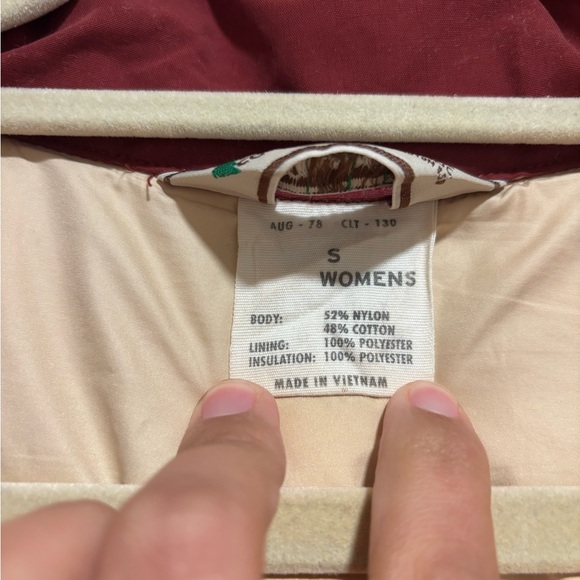 AUG - 78 CLT - 130
S
WOMENS
BODY: 52% NYLON
48% COTTON
LINING: 100% POLYESTER
INSULATION: 100% POLYESTER
MADE IN VIETNAM